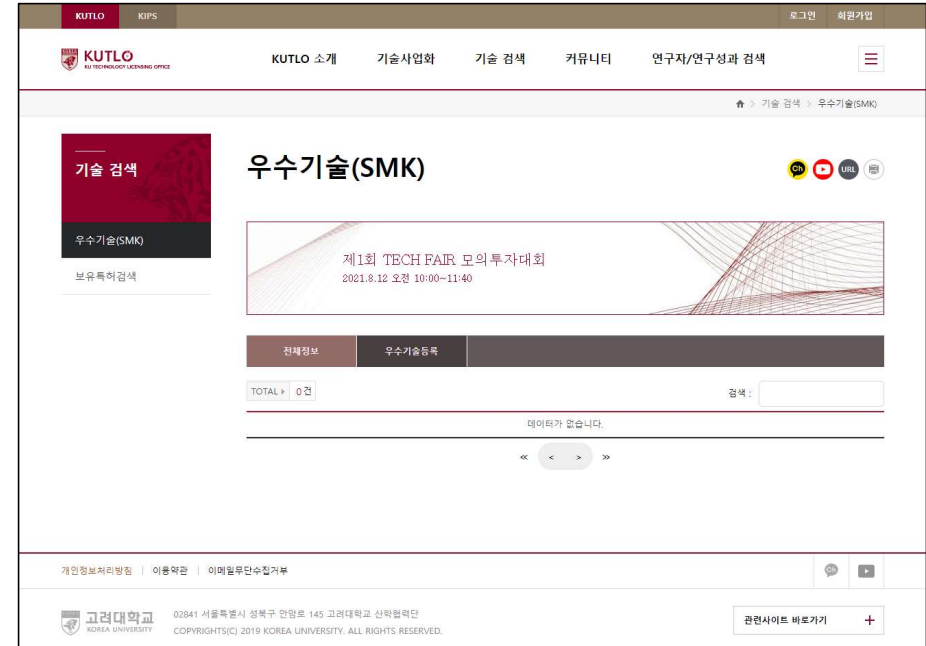 KUTLO KIPS 로그인 회원가입
KUTLO
KU TECHNOLOGY LICENSING OFFICE
KUTLO 소개 기술사업화 기술 검색 커뮤니티 연구자/연구성과 검색
> 기술 검색 > 우수기술(SMK)
기술 검색
우수기술(SMK)
보유특허검색
우수기술(SMK)
Ch URL
제1회 TECH FAIR 모의투자대회
2021.8.12 오전 10:00~11:40
전체정보 우수기술등록
TOTAL 0 건 검색 :
데이터가 없습니다.
≪ < > ≫
개인정보처리방침 | 이용약관 | 이메일무단수집거부
Ch
고려대학교
KOREA UNIVERSITY
02841 서울특별시 성북구 안암로 145 고려대학교 산학협력단
COPYRIGHTS(C) 2019 KOREA UNIVERSITY. ALL RIGHTS RESERVED.
관련사이트 바로가기 +